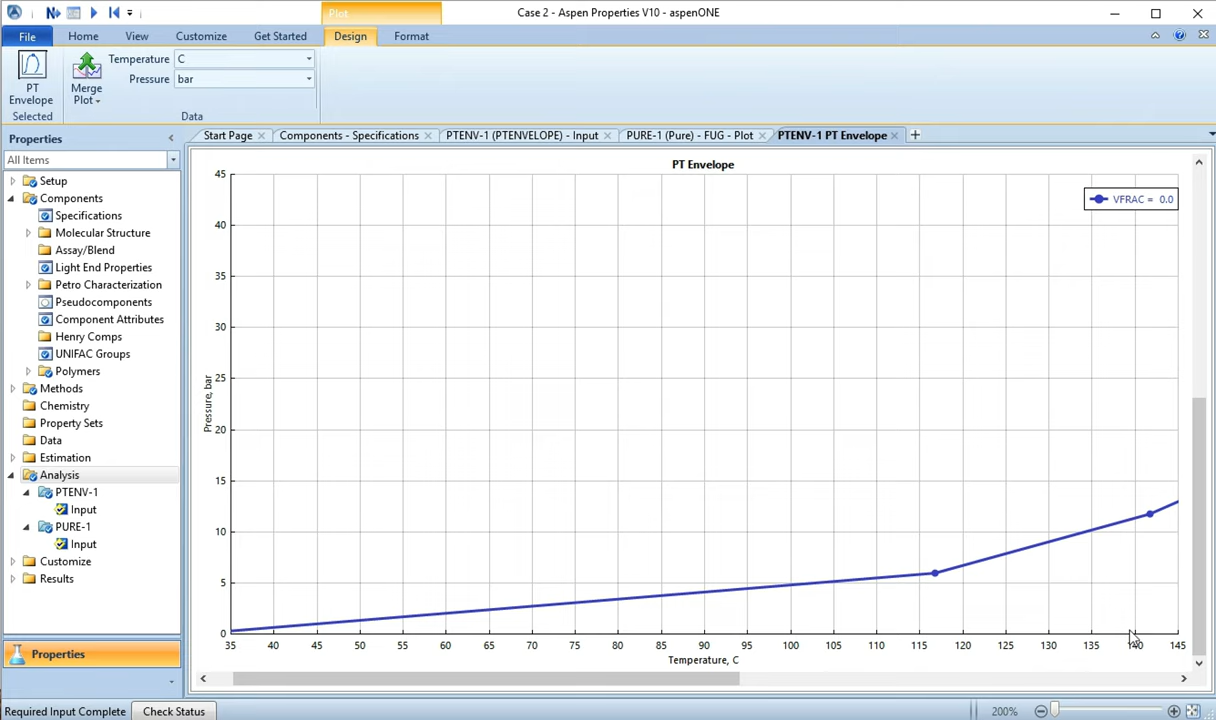 Plot
Case 2 - Aspen Properties V10 - aspenONE
File Home View Customize Get Started Design Format
Temperature C
Pressure bar
PT
Envelope
Merge
Plot
Selected
Data
Properties
Start Page Components - Specifications PTENV-1 (PTENVELOPE) - Input PURE-1 (Pure) - FUG - Plot PTENV-1 PT Envelope
All Items
Setup
Components
Specifications
Molecular Structure
Assay/Blend
Light End Properties
Petro Characterization
Pseudocomponents
Component Attributes
Henry Comps
UNIFAC Groups
Polymers
Methods
Chemistry
Property Sets
Data
Estimation
Analysis
PTENV-1
Input
PURE-1
Input
Customize
Results
Properties
PT Envelope
VFRAC = 0.0
45
40
35
30
25
20
15
10
5
0
Pressure, bar
35 40 45 50 55 60 65 70 75 80 85 90 95 100 105 110 115 120 125 130 135 140 145
Temperature, C
Required Input Complete Check Status 200%